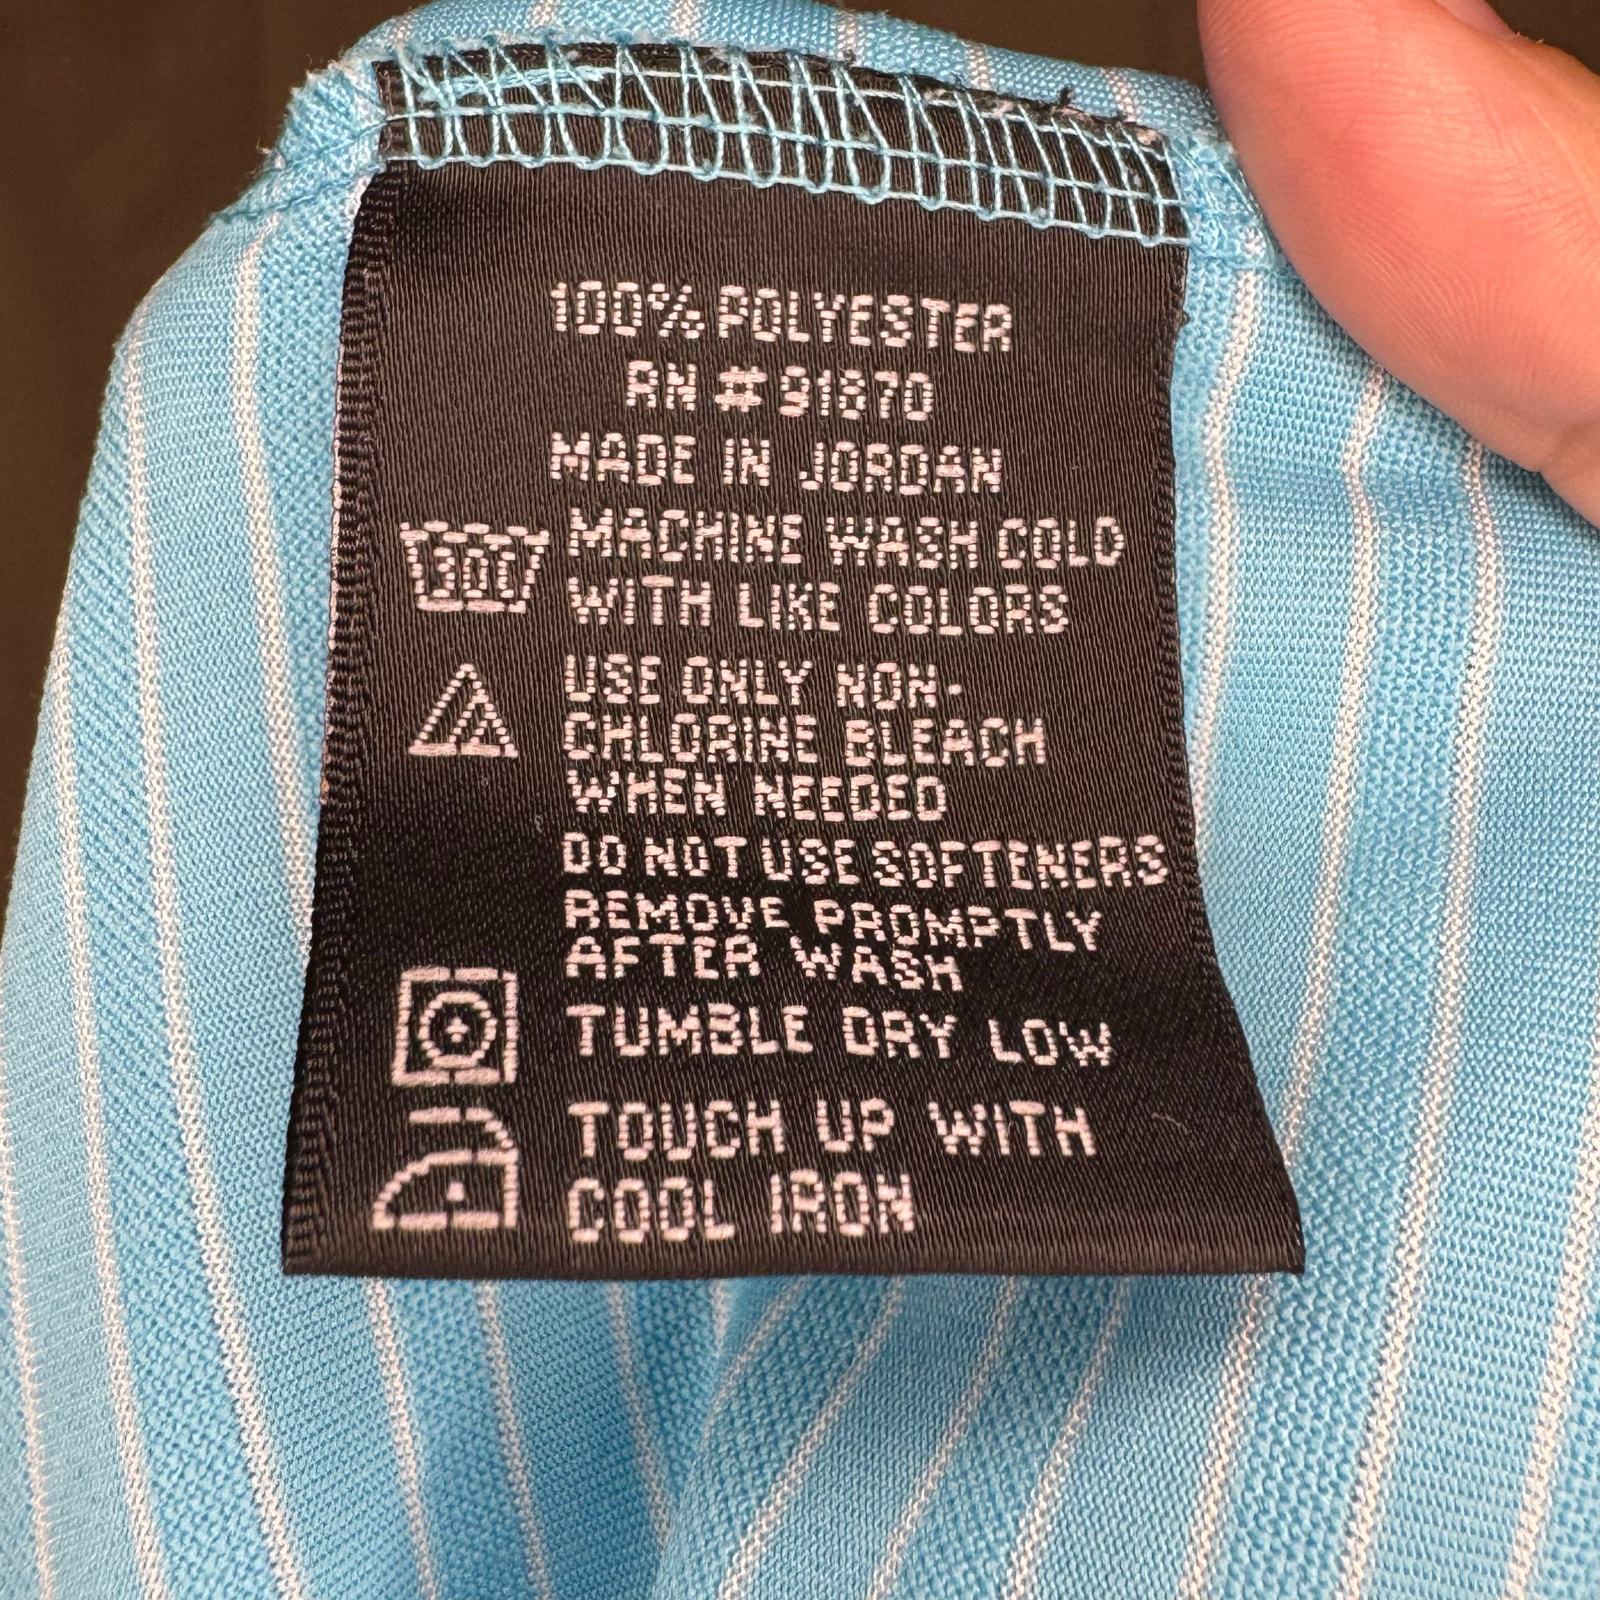 100% POLYESTER
RN # 91870
MADE IN JORDAN
30C
MACHINE WASH COLD
WITH LIKE COLORS
USE ONLY NON-
CHLORINE BLEACH
WHEN NEEDED
DO NOT USE SOFTENERS
REMOVE PROMPTLY
AFTER WASH
TUMBLE DRY LOW
TOUCH UP WITH
COOL IRON